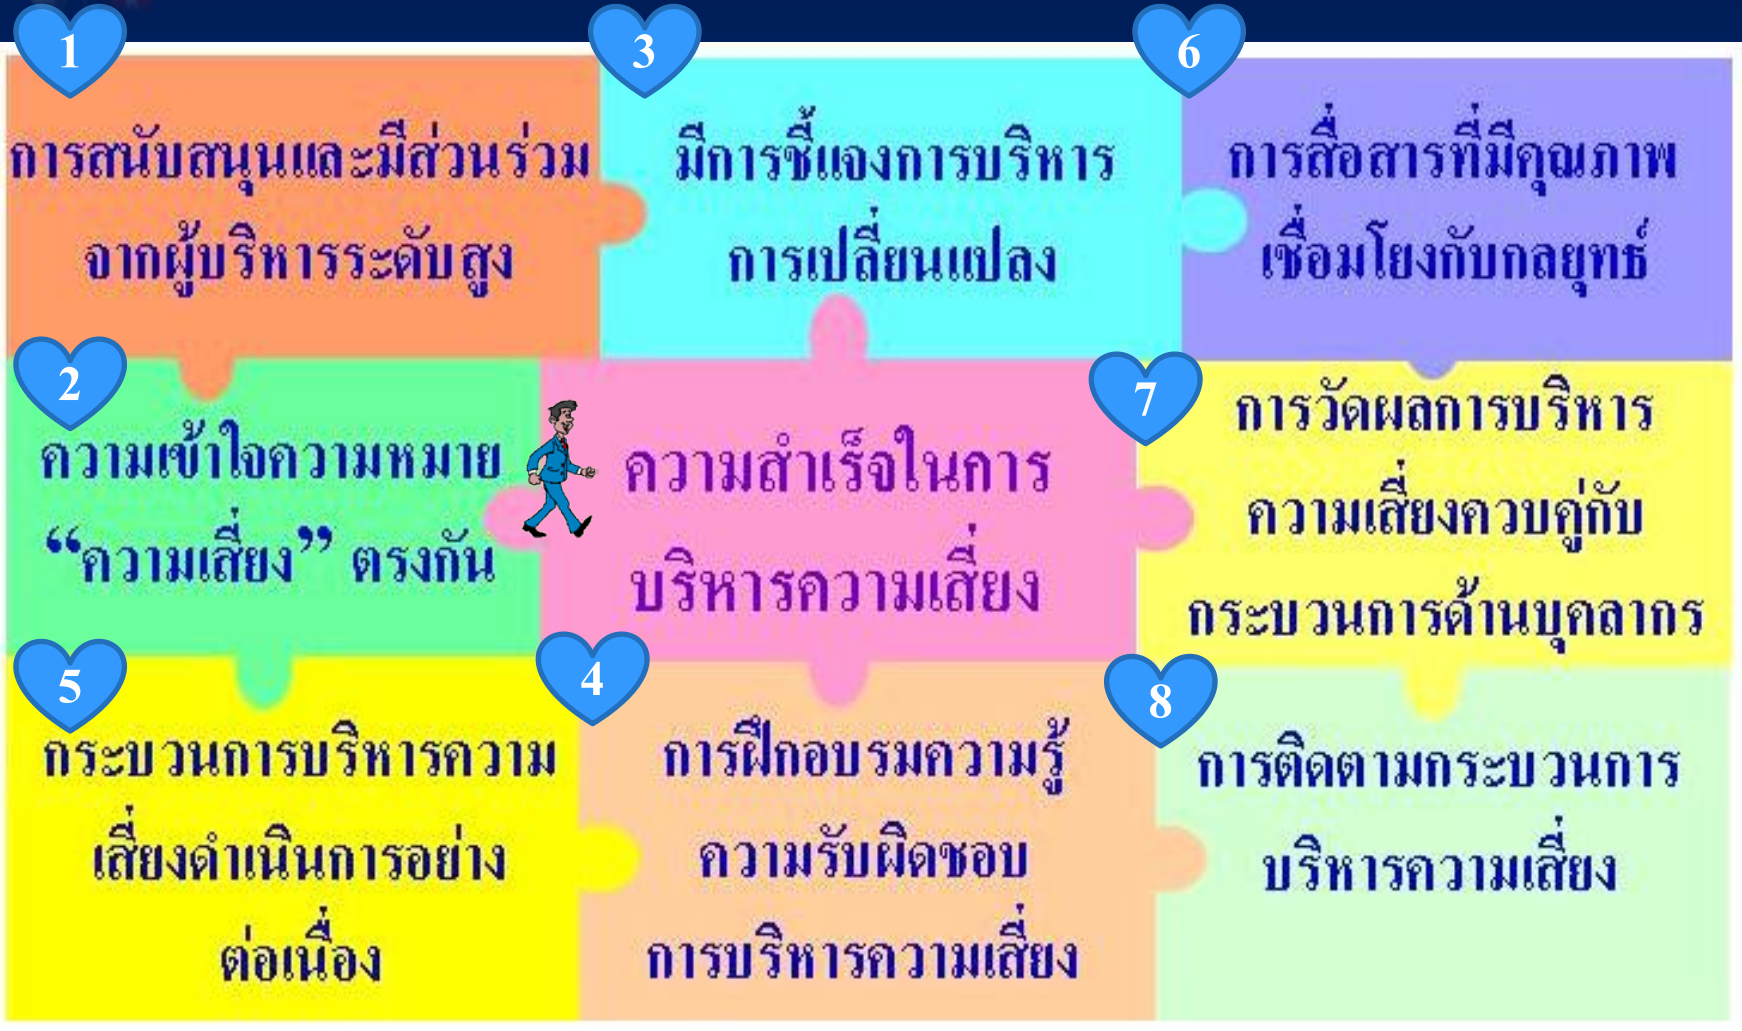 1
การสนับสนุนและมีส่วนร่วม
จากผู้บริหารระดับสูง
3
มีการชี้แจงการบริหาร
การเปลี่ยนแปลง
6
การสื่อสารที่มีคุณภาพ
เชื่อมโยงกับกลยุทธ์
2
ความเข้าใจความหมาย
“ความเสี่ยง” ตรงกัน
ความสำเร็จในการ
บริหารความเสี่ยง
7
การวัดผลการบริหาร
ความเสี่ยงควบคู่กับ
กระบวนการด้านบุคลากร
5
กระบวนการบริหารความ
เสี่ยงดำเนินการอย่าง
ต่อเนื่อง
4
การฝึกอบรมความรู้
ความรับผิดชอบ
การบริหารความเสี่ยง
8
การติดตามกระบวนการ
บริหารความเสี่ยง